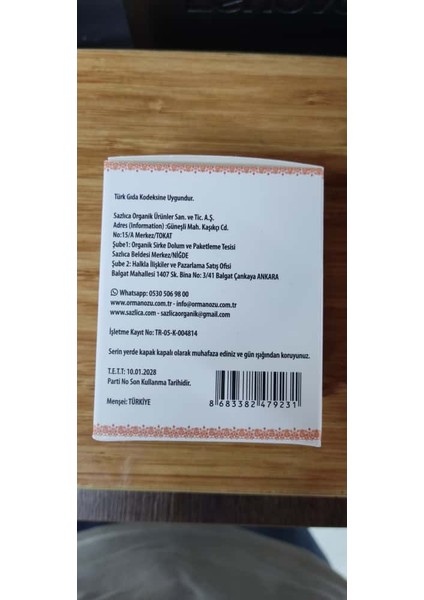 Türk Gıda Kodeksine Uygundur.
Sazlıca Organik Ürünler San. ve Tic. A.Ş.
Adres (Information) :Güneşli Mah. Kaşıkçı Cd.
No:15/A Merkez/TOKAT
Şube1: Organik Sirke Dolum ve Paketleme Tesisi
Sazlıca Beldesi Merkez/NİĞDE
Şube 2: Halkla İlişkiler ve Pazarlama Satış Ofisi
Balgat Mahallesi 1407 Sk. Bina No: 3/41 Balgat Çankaya ANKARA
Whatsapp: 0530 506 98 00
www.ormanozu.com.tr - info@ormanozu.com.tr
www.sazlica.com - sazlicaorganik@gmail.com
İşletme Kayıt No: TR-05-K-004814
Serin yerde kapak kapalı olarak muhafaza ediniz ve gün ışığından koruyunuz.
T.E.T.T: 10.01.2028
Parti No Son Kullanma Tarihidir.
Menşei: TÜRKİYE
8 683382 479231